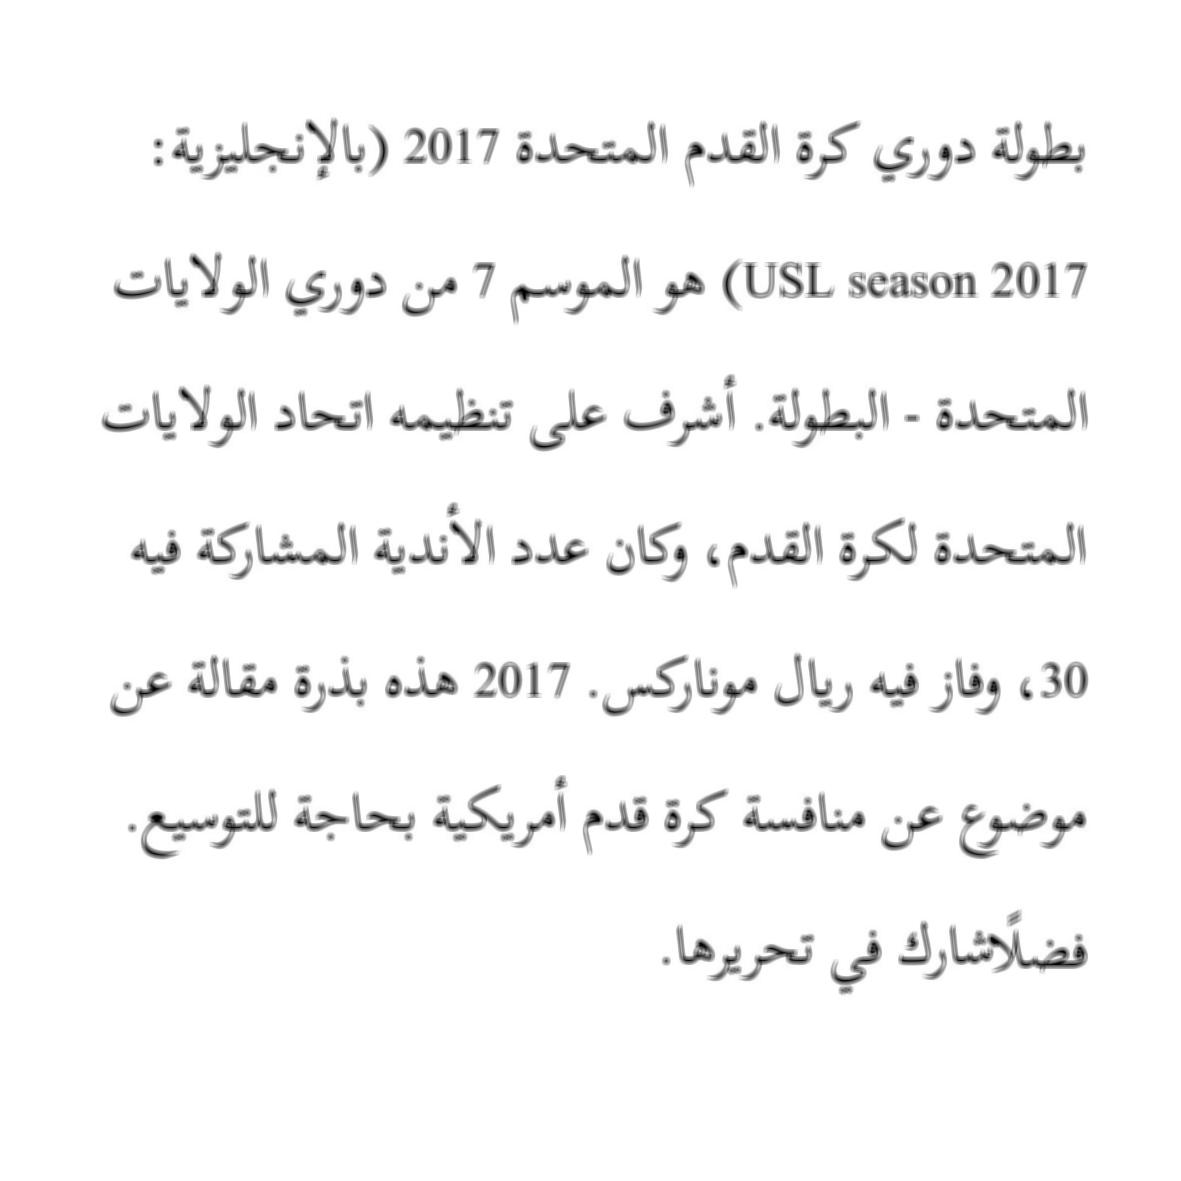 بطولة دوري كرة القدم المتحدة 2017 (بالإنجليزية:
2017 USL season) هو الموسم 7 من دوري الولايات
المتحدة - البطولة. أشرف على تنظيمه اتحاد الولايات
المتحدة لكرة القدم، وكان عدد الأندية المشاركة فيه
30، وفاز فيه ريال موناركس. 2017 هذه بذرة مقالة عن
موضوع عن منافسة كرة قدم أمريكية بحاجة للتوسيع.
فضلًاشارك في تحريرها.